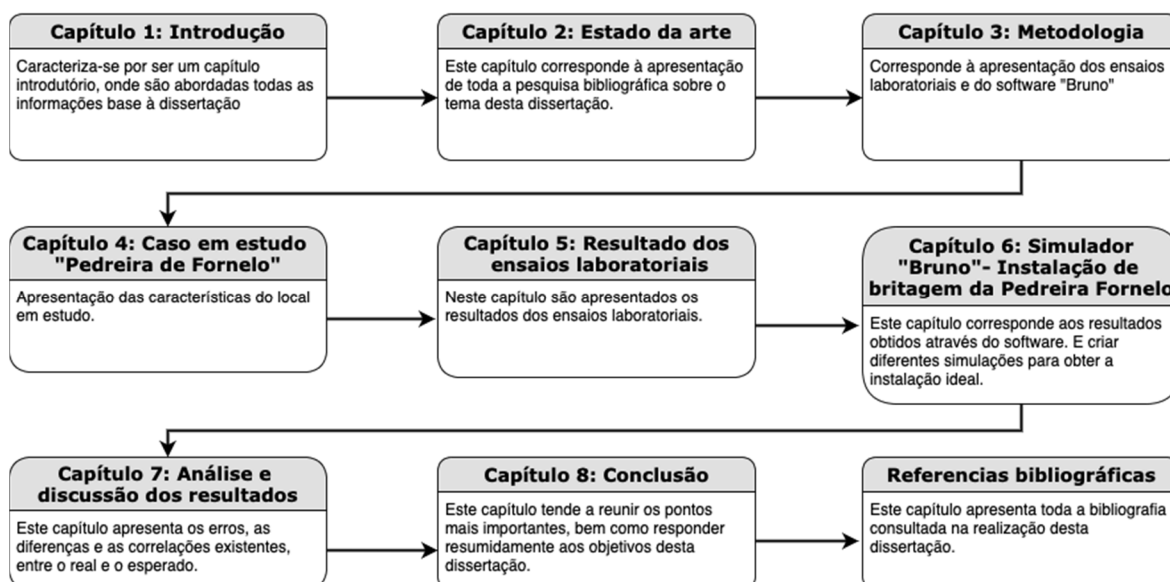 Capítulo 1: Introdução
Caracteriza-se por ser um capítulo
introdutório, onde são abordadas todas as
informações base à dissertação
Capítulo 2: Estado da arte
Este capítulo corresponde à apresentação
de toda a pesquisa bibliográfica sobre o
tema desta dissertação.
Capítulo 3: Metodologia
Corresponde à apresentação dos ensaios
laboratoriais e do software "Bruno"
Capítulo 4: Caso em estudo
"Pedreira de Fornelo"
Apresentação das características do local
em estudo.
Capítulo 5: Resultado dos
ensaios laboratoriais
Neste capítulo são apresentados os
resultados dos ensaios laboratoriais.
Capítulo 6: Simulador
"Bruno"- Instalação de
britagem da Pedreira Fornelo
Este capítulo corresponde aos resultados
obtidos através do software. E criar
diferentes simulações para obter a
instalação ideal.
Capítulo 7: Análise e
discussão dos resultados
Este capítulo apresenta os erros, as
diferenças e as correlações existentes,
entre o real e o esperado.
Capítulo 8: Conclusão
Este capítulo tende a reunir os pontos
mais importantes, bem como responder
resumidamente aos objetivos desta
dissertação.
Referencias bibliográficas
Este capítulo apresenta toda a bibliografia
consultada na realização desta
dissertação.